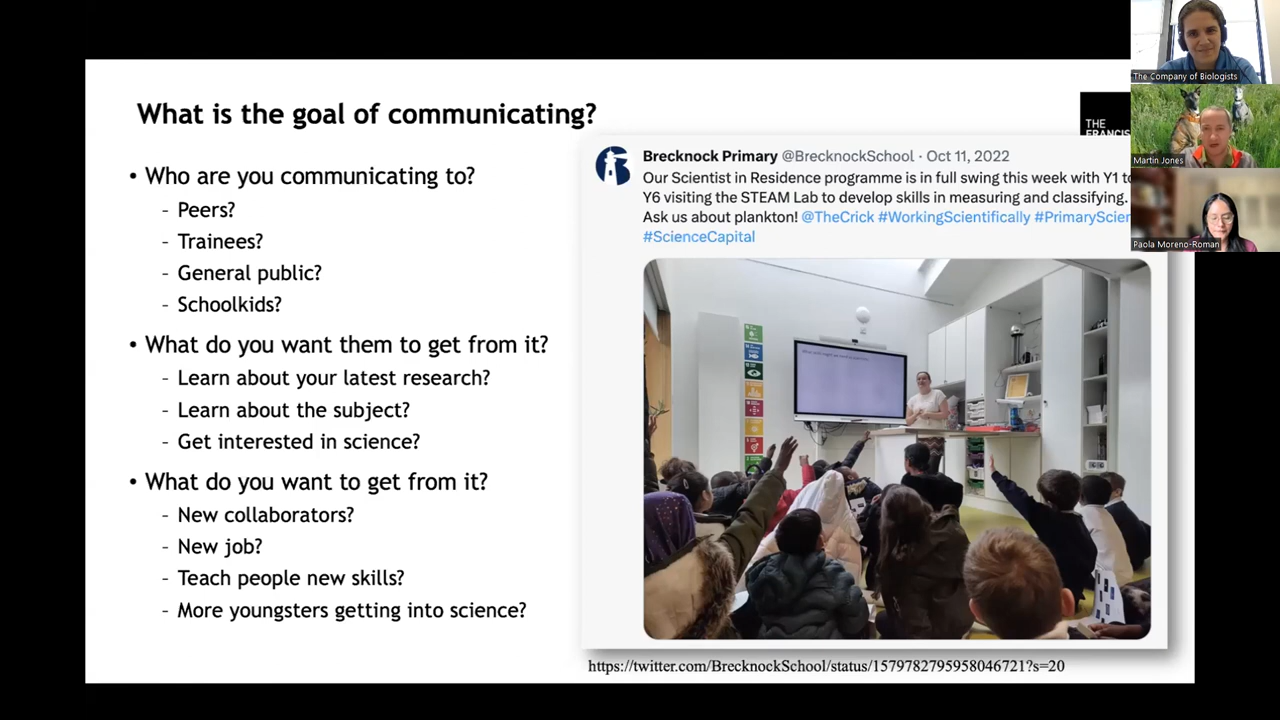 What is the goal of communicating?
• Who are you communicating to?
- Peers?
- Trainees?
- General public?
- Schoolkids?
• What do you want them to get from it?
- Learn about your latest research?
- Learn about the subject?
- Get interested in science?
• What do you want to get from it?
- New collaborators?
- New job?
- Teach people new skills?
- More youngsters getting into science?
THE
FRANCIS
Brecknock Primary @BrecknockSchool · Oct 11, 2022
Our Scientist in Residence programme is in full swing this week with Y1 to
Y6 visiting the STEAM Lab to develop skills in measuring and classifying.
Ask us about plankton! @TheCrick #WorkingScientifically #PrimaryScien
#ScienceCapital
https://twitter.com/BrecknockSchool/status/1579782795958046721?s=20
The Company of Biologists
Martin Jones
Paola Moreno-Roman